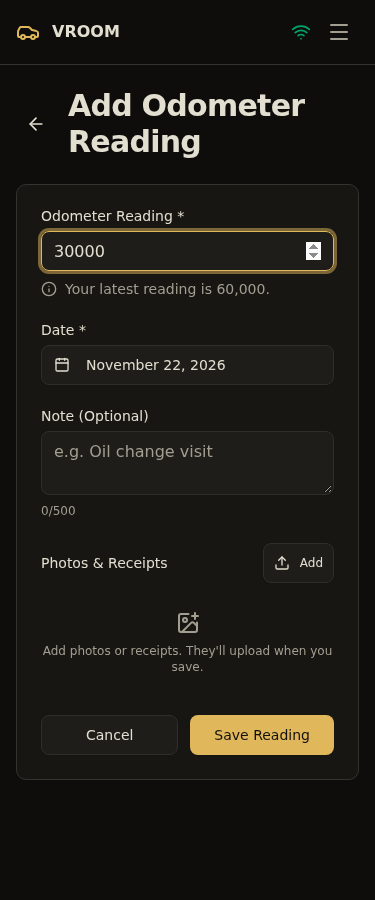 VROOM
Add Odometer
Reading
Odometer Reading *
30000
Your latest reading is 60,000.
Date *
November 22, 2026
Note (Optional)
e.g. Oil change visit
0/500
Photos & Receipts
Add
Add photos or receipts. They'll upload when you
save.
Cancel
Save Reading